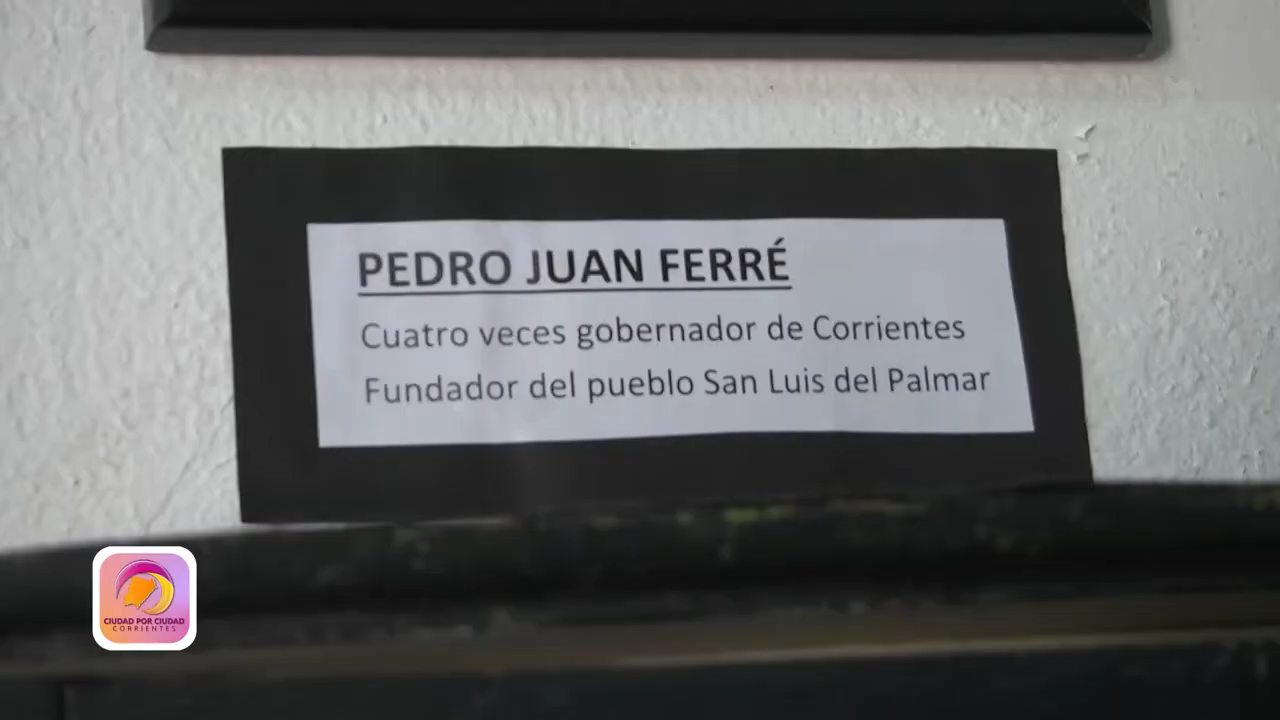 PEDRO JUAN FERRÉ
Cuatro veces gobernador de Corrientes
Fundador del pueblo San Luis del Palmar
CIUDAD POR CIUDAD
CORRIENTES